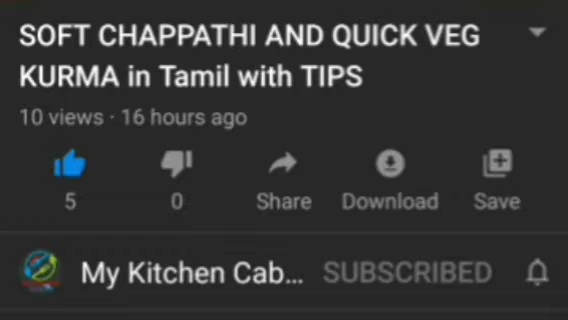 SOFT CHAPPATHI AND QUICK VEG
KURMA in Tamil with TIPS
10 views · 16 hours ago
5 0 Share Download Save
My Kitchen Cab... SUBSCRIBED